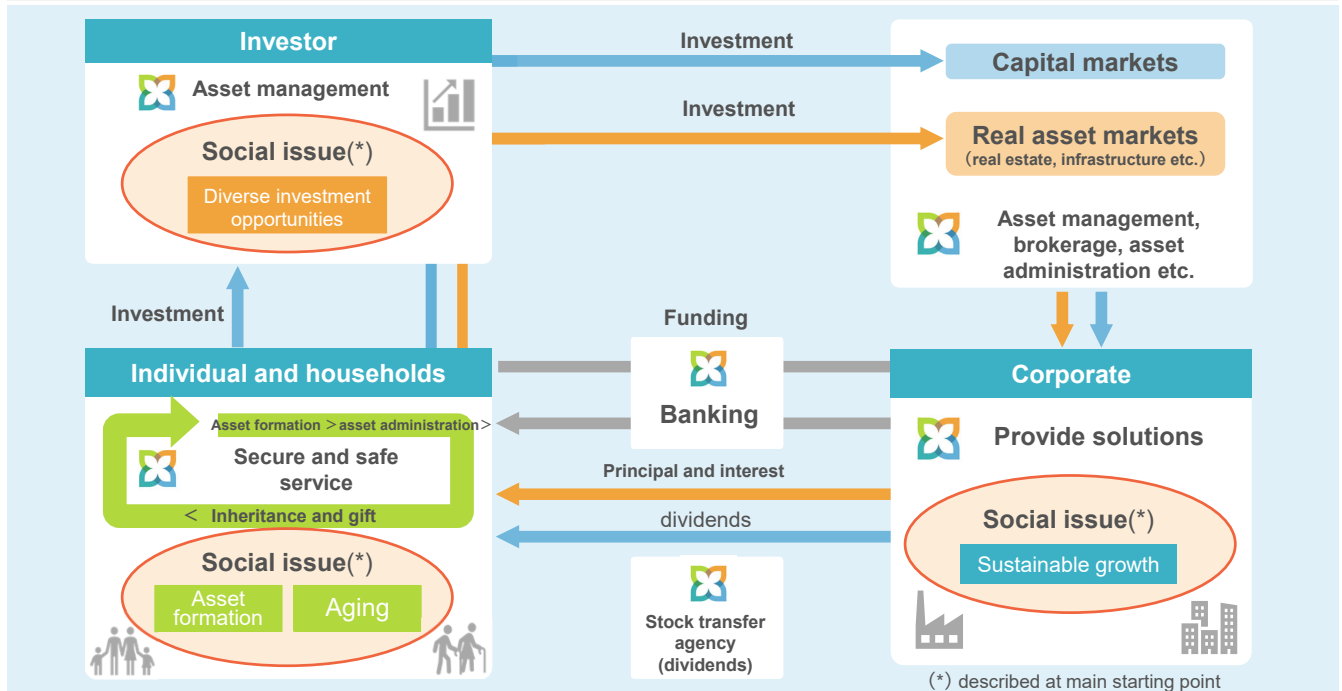 Investor
Asset management
Social issue(*)
Diverse investment
opportunities
Investment
Investment
Capital markets
Real asset markets
(real estate, infrastructure etc.)
Asset management,
brokerage, asset
administration etc.
Investment
Funding
Individual and households
Asset formation > asset administration >
Secure and safe
service
< Inheritance and gift
Social issue(*)
Asset
formation
Aging
Banking
Principal and interest
dividends
Stock transfer
agency
(dividends)
Corporate
Provide solutions
Social issue(*)
Sustainable growth
(*) described at main starting point